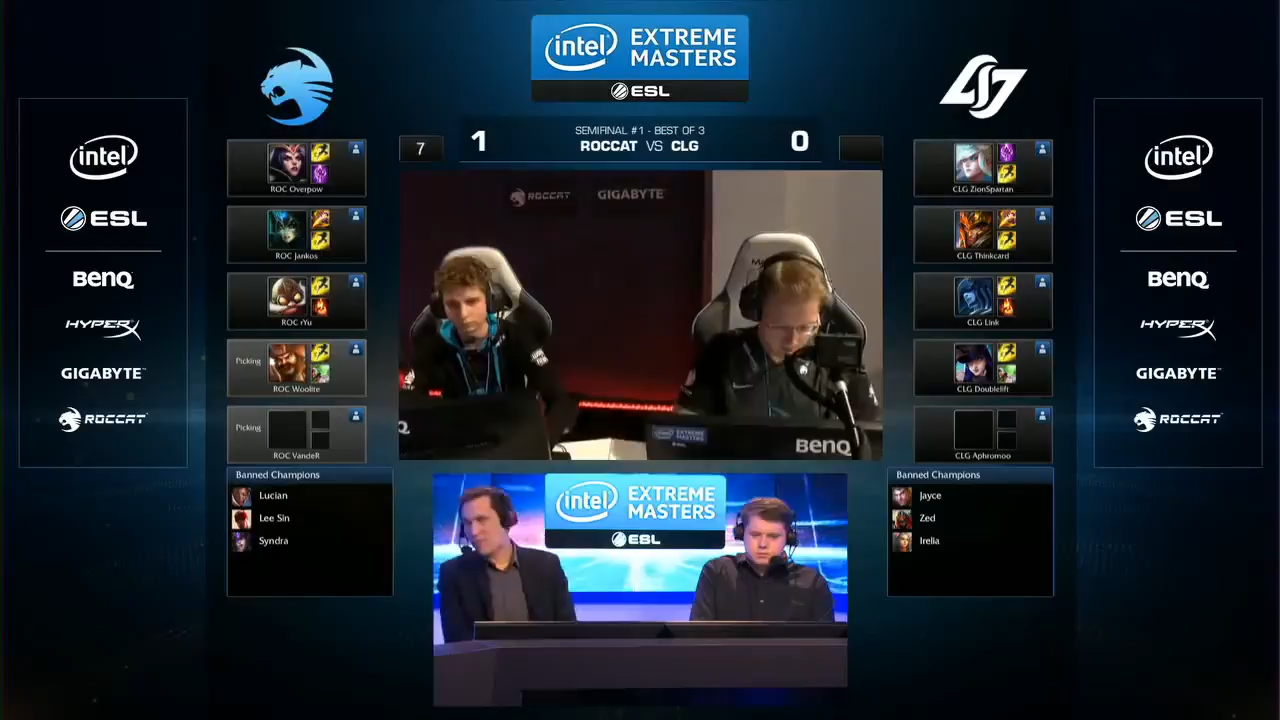 intel EXTREME
MASTERS
ESL
SEMIFINAL #1 - BEST OF 3
7
1
ROCCAT VS CLG
0
intel
ESL
BENQ
HYPERX
GIGABYTE
ROCCAT
ROC Overpow
ROC Jankos
ROC rYu
Picking
ROC Woolite
Picking
ROC VandeR
Banned Champions
Lucian
Lee Sin
Syndra
ROCCAT GIGABYTE
INTEL EXTREME
MASTERS
BenQ
intel EXTREME
MASTERS
ESL
CLG ZionSpartan
CLG Thinkcard
CLG Link
CLG Doublelift
CLG Aphromoo
Banned Champions
Jayce
Zed
Irelia
intel
ESL
BENQ
HYPERX
GIGABYTE
ROCCAT